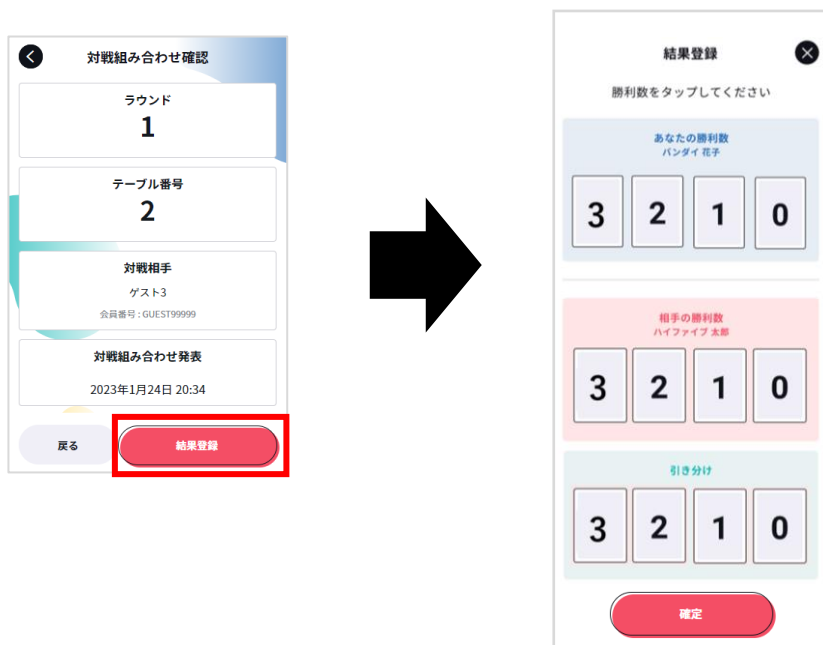 対戦組み合わせ確認
ラウンド
1
テーブル番号
2
対戦相手
ゲスト3
会員番号 : GUEST99999
対戦組み合わせ発表
2023年1月24日 20:34
戻る
結果登録
結果登録
勝利数をタップしてください
あなたの勝利数
バンダイ 花子
3 2 1 0
相手の勝利数
ハイファイブ 太郎
3 2 1 0
引き分け
3 2 1 0
確定